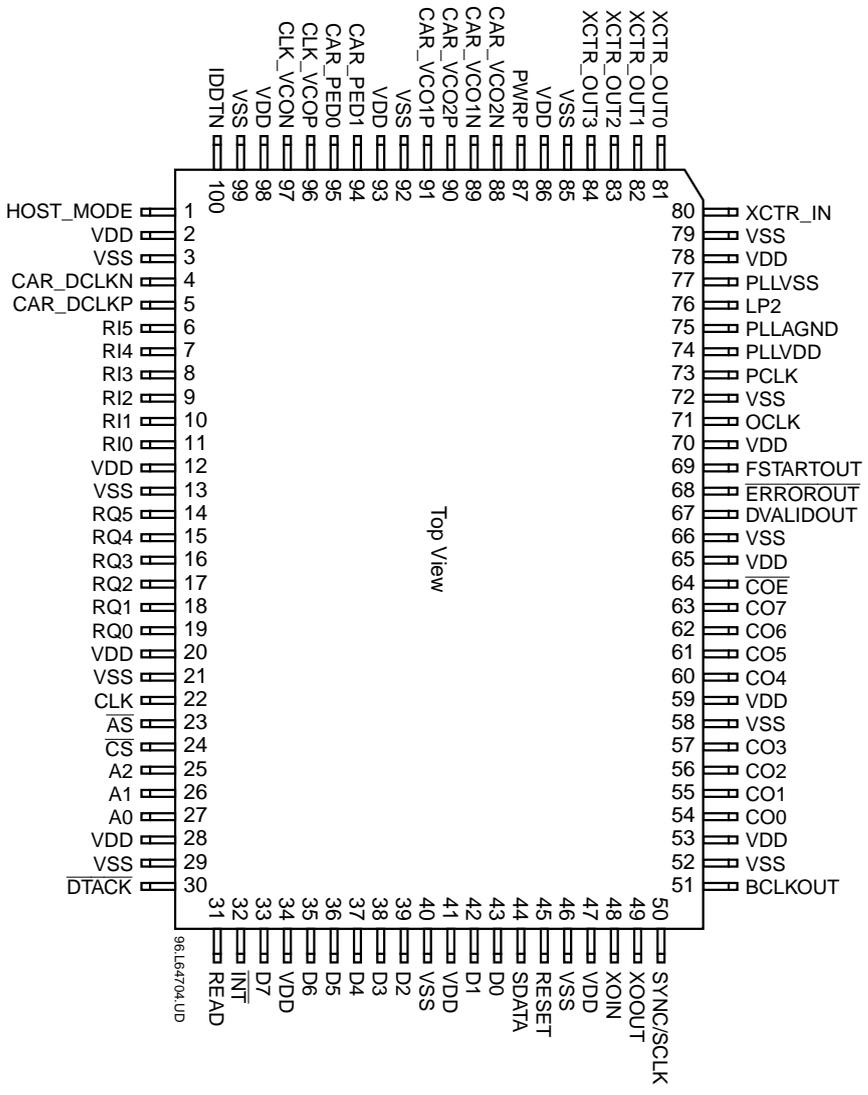 IDDTN
VSS
VDD
CLK_VCON
CLK_VCOP
CAR_PED0
CAR_PED1
VDD
VSS
CAR_VCO1P
CAR_VCO2P
CAR_VCO1N
CAR_VCO2N
PWRP
VDD
VSS
XCTR_OUT3
XCTR_OUT2
XCTR_OUT1
XCTR_OUT0
100
99
98
97
96
95
94
93
92
91
90
89
88
87
86
85
84
83
82
81
HOST_MODE 1
VDD 2
VSS 3
CAR_DCLKN 4
CAR_DCLKP 5
RI5 6
RI4 7
RI3 8
RI2 9
RI1 10
RI0 11
VDD 12
VSS 13
RQ5 14
RQ4 15
RQ3 16
RQ2 17
RQ1 18
RQ0 19
VDD 20
VSS 21
CLK 22
AS 23
CS 24
A2 25
A1 26
A0 27
VDD 28
VSS 29
DTACK 30
Top View
80 XCTR_IN
79 VSS
78 VDD
77 PLLVSS
76 LP2
75 PLLAGND
74 PLLVDD
73 PCLK
72 VSS
71 OCLK
70 VDD
69 FSTARTOUT
68 ERROROUT
67 DVALIDOUT
66 VSS
65 VDD
64 COE
63 CO7
62 CO6
61 CO5
60 CO4
59 VDD
58 VSS
57 CO3
56 CO2
55 CO1
54 CO0
53 VDD
52 VSS
51 BCLKOUT
31
32
33
34
35
36
37
38
39
40
41
42
43
44
45
46
47
48
49
50
96.L64704.UD
READ
INT
D7
VDD
D6
D5
D4
D3
D2
VSS
VDD
D1
D0
SDATA
RESET
VSS
VDD
XOIN
XOOUT
SYNC/SCLK